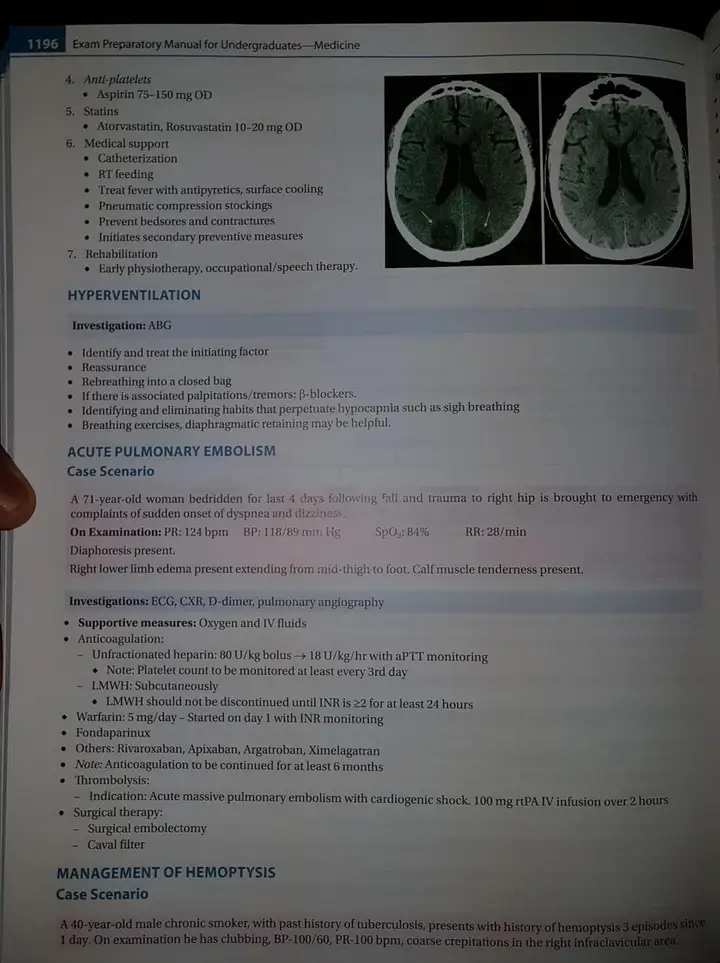 1196 Exam Preparatory Manual for Undergraduates—Medicine
4. Anti-platelets
• Aspirin 75–150 mg OD
5. Statins
• Atorvastatin, Rosuvastatin 10–20 mg OD
6. Medical support
• Catheterization
• RT feeding
• Treat fever with antipyretics, surface cooling
• Pneumatic compression stockings
• Prevent bedsores and contractures
• Initiates secondary preventive measures
7. Rehabilitation
• Early physiotherapy, occupational/speech therapy.
HYPERVENTILATION
Investigation: ABG
• Identify and treat the initiating factor
• Reassurance
• Rebreathing into a closed bag
• If there is associated palpitations/tremors: β-blockers.
• Identifying and eliminating habits that perpetuate hypocapnia such as sigh breathing
• Breathing exercises, diaphragmatic retaining may be helpful.
ACUTE PULMONARY EMBOLISM
Case Scenario
A 71-year-old woman bedridden for last 4 days following fall and trauma to right hip is brought to emergency with
complaints of sudden onset of dyspnea and dizziness.
On Examination: PR: 124 bpm BP: 118/89 mm Hg SpO₂: 84% RR: 28/min
Diaphoresis present.
Right lower limb edema present extending from mid-thigh to foot. Calf muscle tenderness present.
Investigations: ECG, CXR, D-dimer, pulmonary angiography
• Supportive measures: Oxygen and IV fluids
• Anticoagulation:
– Unfractionated heparin: 80 U/kg bolus → 18 U/kg/hr with aPTT monitoring
◆ Note: Platelet count to be monitored at least every 3rd day
– LMWH: Subcutaneously
◆ LMWH should not be discontinued until INR is ≥2 for at least 24 hours
• Warfarin: 5 mg/day – Started on day 1 with INR monitoring
• Fondaparinux
• Others: Rivaroxaban, Apixaban, Argatroban, Ximelagatran
• Note: Anticoagulation to be continued for at least 6 months
• Thrombolysis:
– Indication: Acute massive pulmonary embolism with cardiogenic shock. 100 mg rtPA IV infusion over 2 hours
• Surgical therapy:
– Surgical embolectomy
– Caval filter
MANAGEMENT OF HEMOPTYSIS
Case Scenario
A 40-year-old male chronic smoker, with past history of tuberculosis, presents with history of hemoptysis 3 episodes since
1 day. On examination he has clubbing, BP-100/60, PR-100 bpm, coarse crepitations in the right infraclavicular area.